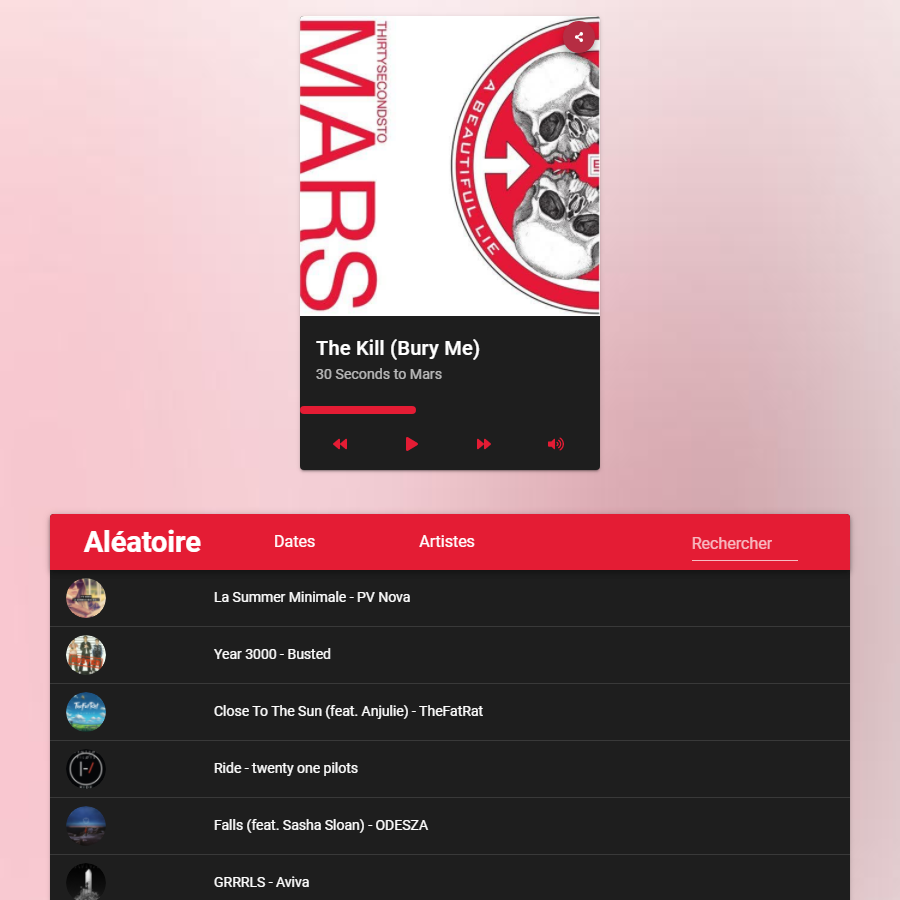 THIRTYSECONDSTO
MARS
A BEAUTIFUL LIE
The Kill (Bury Me)
30 Seconds to Mars
Aléatoire
Dates
Artistes
Rechercher
La Summer Minimale - PV Nova
Year 3000 - Busted
TheFatRat
Close To The Sun (feat. Anjulie) - TheFatRat
Ride - twenty one pilots
Falls (feat. Sasha Sloan) - ODESZA
GRRRLS - Aviva